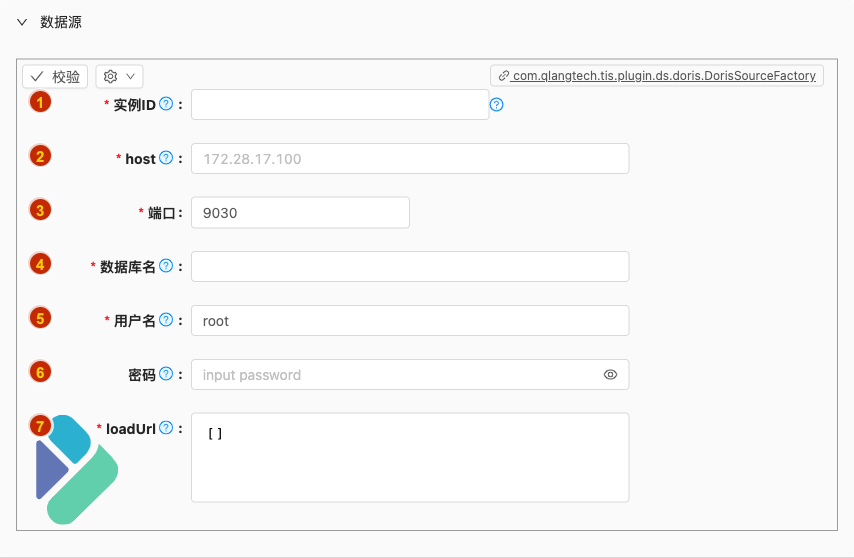 数据源
校验
com.qlangtech.tis.plugin.ds.doris.DorisSourceFactory
1 * 实例ID ? : ?
2 * host ? : 172.28.17.100
3 * 端口 : 9030
4 * 数据库名 ? :
5 * 用户名 ? : root
6 密码 ? : input password
7 * loadUrl ? : []